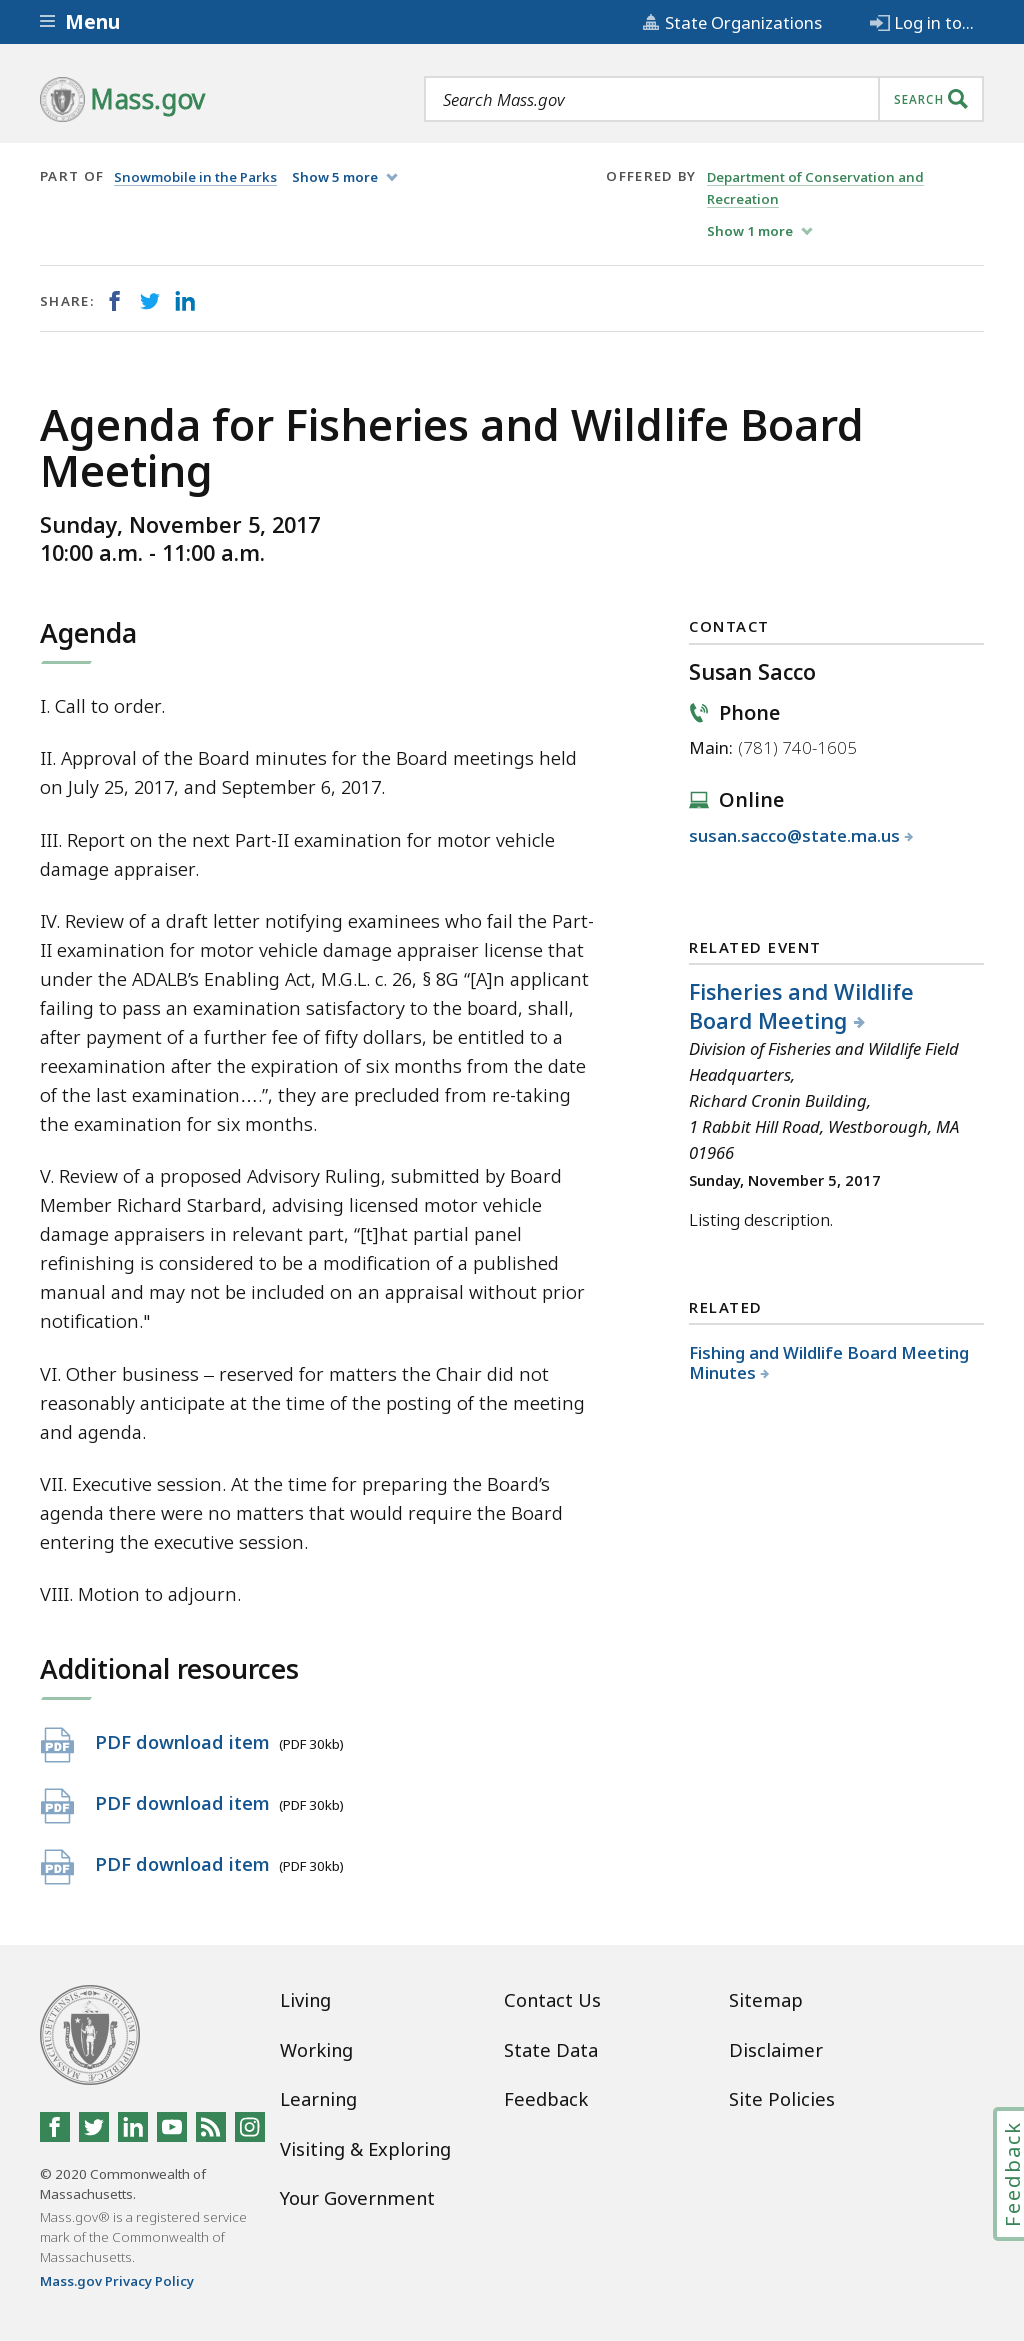 Menu
State Organizations
Log in to...
Mass.gov
Search Mass.gov
SEARCH
PART OF
Snowmobile in the Parks
Show 5 more
OFFERED BY
Department of Conservation and
Recreation
Show 1 more
SHARE:
Agenda for Fisheries and Wildlife Board
Meeting
Sunday, November 5, 2017
10:00 a.m. - 11:00 a.m.
Agenda
I. Call to order.
II. Approval of the Board minutes for the Board meetings held
on July 25, 2017, and September 6, 2017.
III. Report on the next Part-II examination for motor vehicle
damage appraiser.
IV. Review of a draft letter notifying examinees who fail the Part-
II examination for motor vehicle damage appraiser license that
under the ADALB’s Enabling Act, M.G.L. c. 26, § 8G “[A]n applicant
failing to pass an examination satisfactory to the board, shall,
after payment of a further fee of fifty dollars, be entitled to a
reexamination after the expiration of six months from the date
of the last examination….”, they are precluded from re-taking
the examination for six months.
V. Review of a proposed Advisory Ruling, submitted by Board
Member Richard Starbard, advising licensed motor vehicle
damage appraisers in relevant part, “[t]hat partial panel
refinishing is considered to be a modification of a published
manual and may not be included on an appraisal without prior
notification."
VI. Other business – reserved for matters the Chair did not
reasonably anticipate at the time of the posting of the meeting
and agenda.
VII. Executive session. At the time for preparing the Board’s
agenda there were no matters that would require the Board
entering the executive session.
VIII. Motion to adjourn.
Additional resources
PDF
PDF download item (PDF 30kb)
PDF
PDF download item (PDF 30kb)
PDF
PDF download item (PDF 30kb)
CONTACT
Susan Sacco
Phone
Main: (781) 740-1605
Online
susan.sacco@state.ma.us
RELATED EVENT
Fisheries and Wildlife
Board Meeting
Division of Fisheries and Wildlife Field
Headquarters,
Richard Cronin Building,
1 Rabbit Hill Road, Westborough, MA
01966
Sunday, November 5, 2017
Listing description.
RELATED
Fishing and Wildlife Board Meeting
Minutes
Living
Working
Learning
Visiting & Exploring
Your Government
Contact Us
State Data
Feedback
Sitemap
Disclaimer
Site Policies
© 2020 Commonwealth of
Massachusetts.
Mass.gov® is a registered service
mark of the Commonwealth of
Massachusetts.
Mass.gov Privacy Policy
Feedback